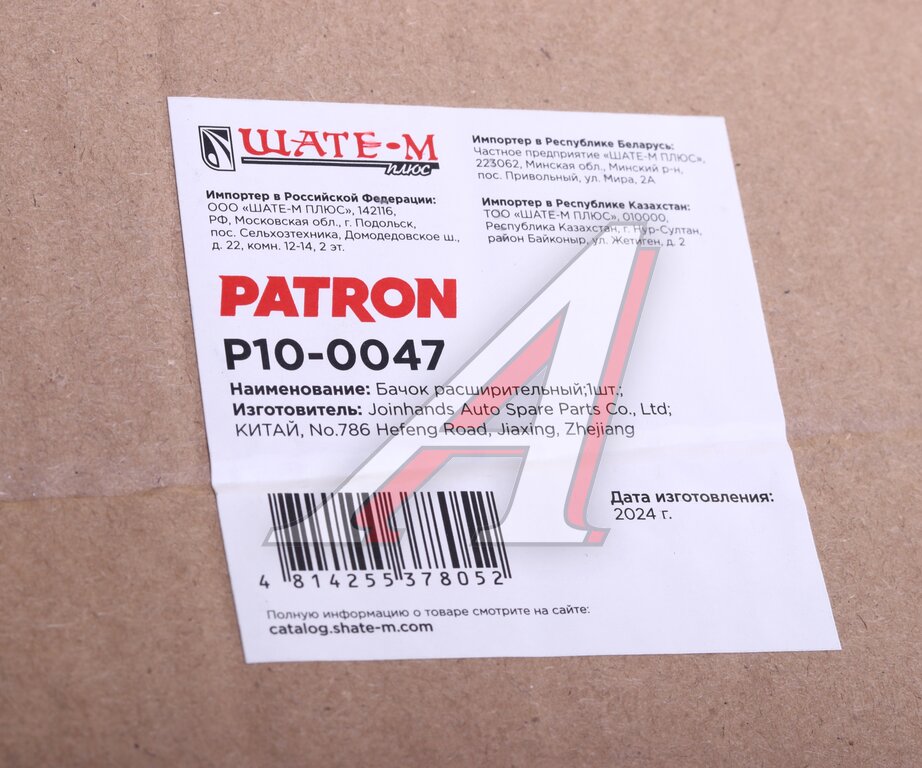 ШАТЕ-М
плюс
Импортер в Российской Федерации:
ООО «ШАТЕ-М ПЛЮС», 142116,
РФ, Московская обл., г. Подольск,
пос. Сельхозтехника, Домодедовское ш.,
д. 22, комн. 12-14, 2 эт.
Импортер в Республике Беларусь:
Частное предприятие «ШАТЕ-М ПЛЮС»,
223062, Минская обл., Минский р-н,
пос. Привольный, ул. Мира, 2А
Импортер в Республике Казахстан:
ТОО «ШАТЕ-М ПЛЮС», 010000,
Республика Казахстан, г. Нур-Султан,
район Байконыр, ул. Жетиген, д. 2
PATRON
P10-0047
Наименование: Бачок расширительный;1шт.;
Изготовитель: Joinhands Auto Spare Parts Co., Ltd;
КИТАЙ, No.786 Hefeng Road, Jiaxing, Zhejiang
Дата изготовления:
2024 г.
4 814255 378052
Полную информацию о товаре смотрите на сайте:
catalog.shate-m.com